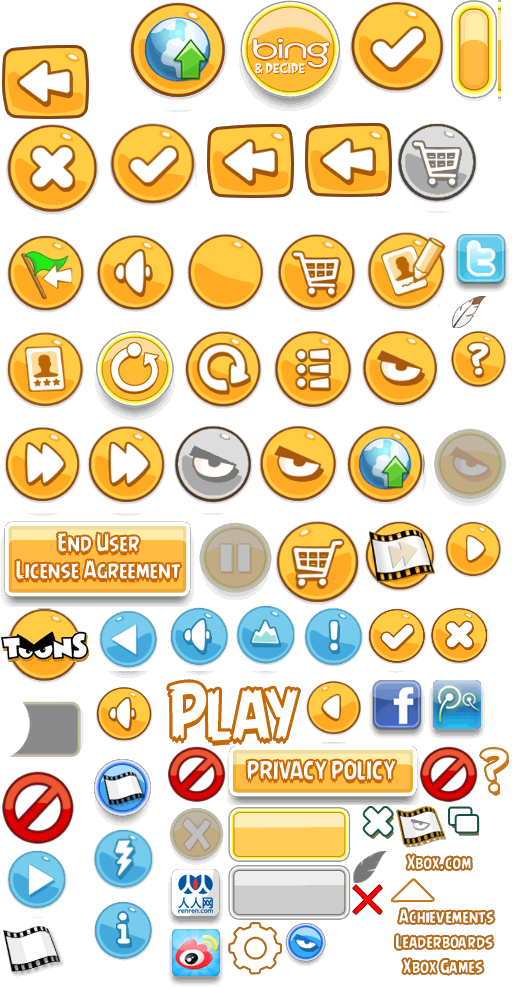 bing
& DECIDE
END USER
LICENSE AGREEMENT
TOONS
PLAY
PRIVACY POLICY
XBOX.COM
人人网
renren.com
ACHIEVEMENTS
LEADERBOARDS
XBOX GAMES